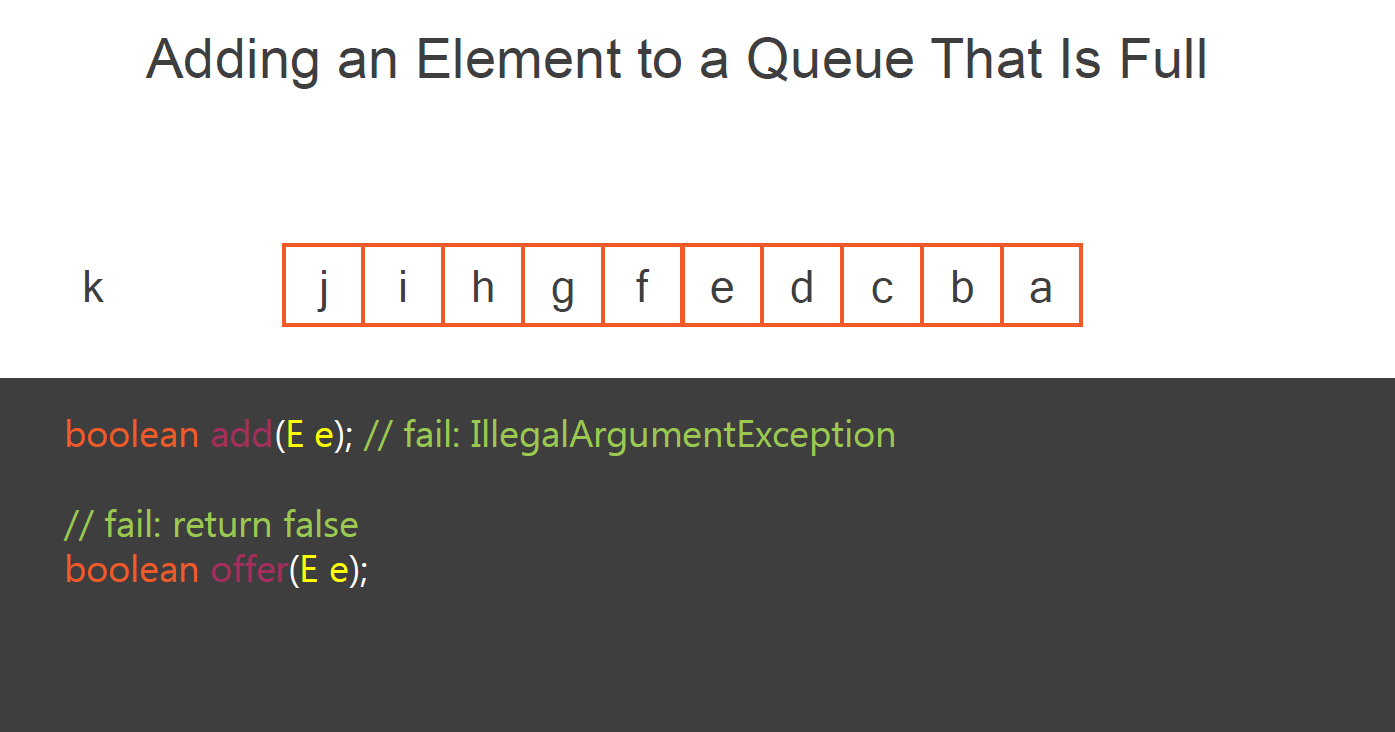 Adding an Element to a Queue That Is Full
k j i h g f e d c b a
boolean add(E e); // fail: IllegalArgumentException
// fail: return false
boolean offer(E e);